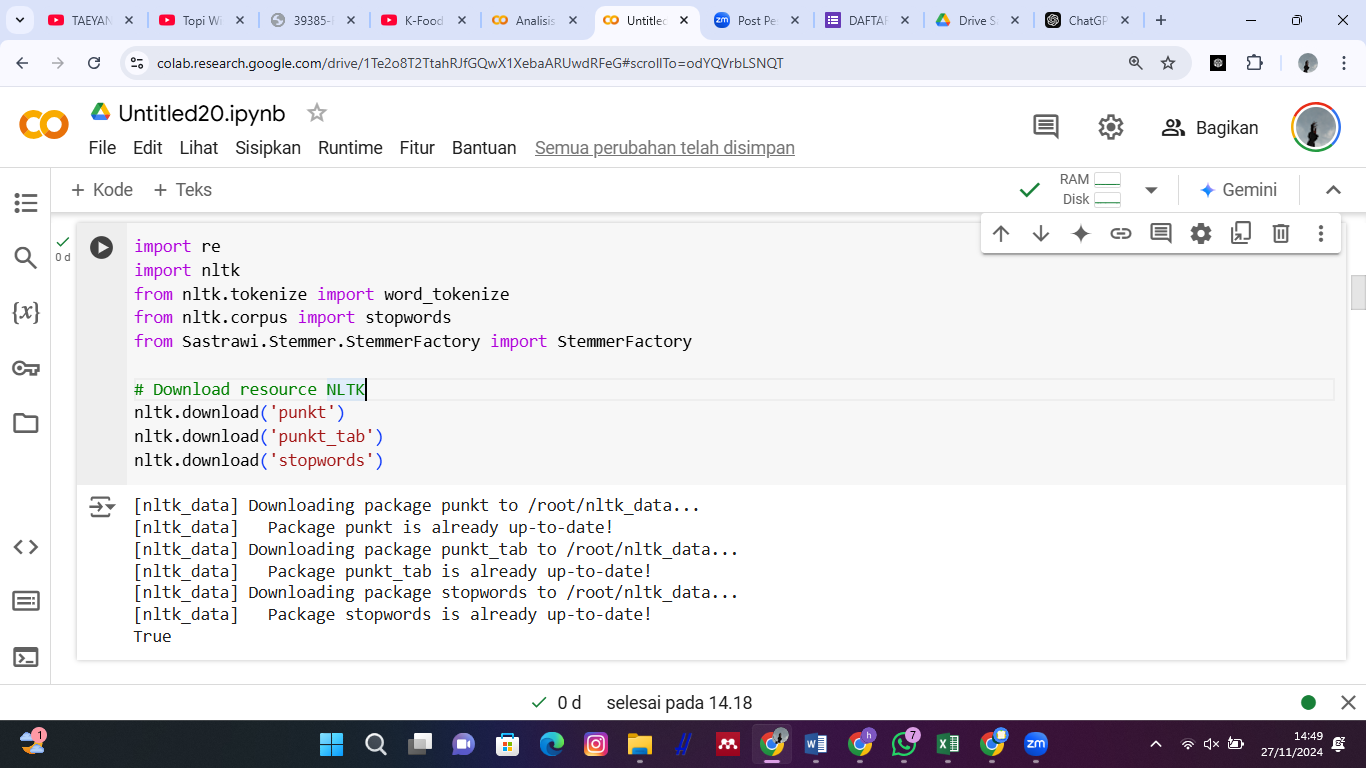 TAEYAN
Topi Wi
39385-
K-Food
Analisis
Untitled
Post Pe
DAFTAR
Drive S
ChatGP
colab.research.google.com/drive/1Te2o8T2TtahRJfGQwX1XebaARUwdRFeG#scrollTo=odYQVrbLSNQT
Untitled20.ipynb
Bagikan
File Edit Lihat Sisipkan Runtime Fitur Bantuan Semua perubahan telah disimpan
+ Kode + Teks
RAM
Disk
Gemini
0 d
import re
import nltk
from nltk.tokenize import word_tokenize
from nltk.corpus import stopwords
from Sastrawi.Stemmer.StemmerFactory import StemmerFactory
# Download resource NLTK
nltk.download('punkt')
nltk.download('punkt_tab')
nltk.download('stopwords')
[nltk_data] Downloading package punkt to /root/nltk_data...
[nltk_data]   Package punkt is already up-to-date!
[nltk_data] Downloading package punkt_tab to /root/nltk_data...
[nltk_data]   Package punkt_tab is already up-to-date!
[nltk_data] Downloading package stopwords to /root/nltk_data...
[nltk_data]   Package stopwords is already up-to-date!
True
0 d selesai pada 14.18
1
7
zm
14:49
27/11/2024